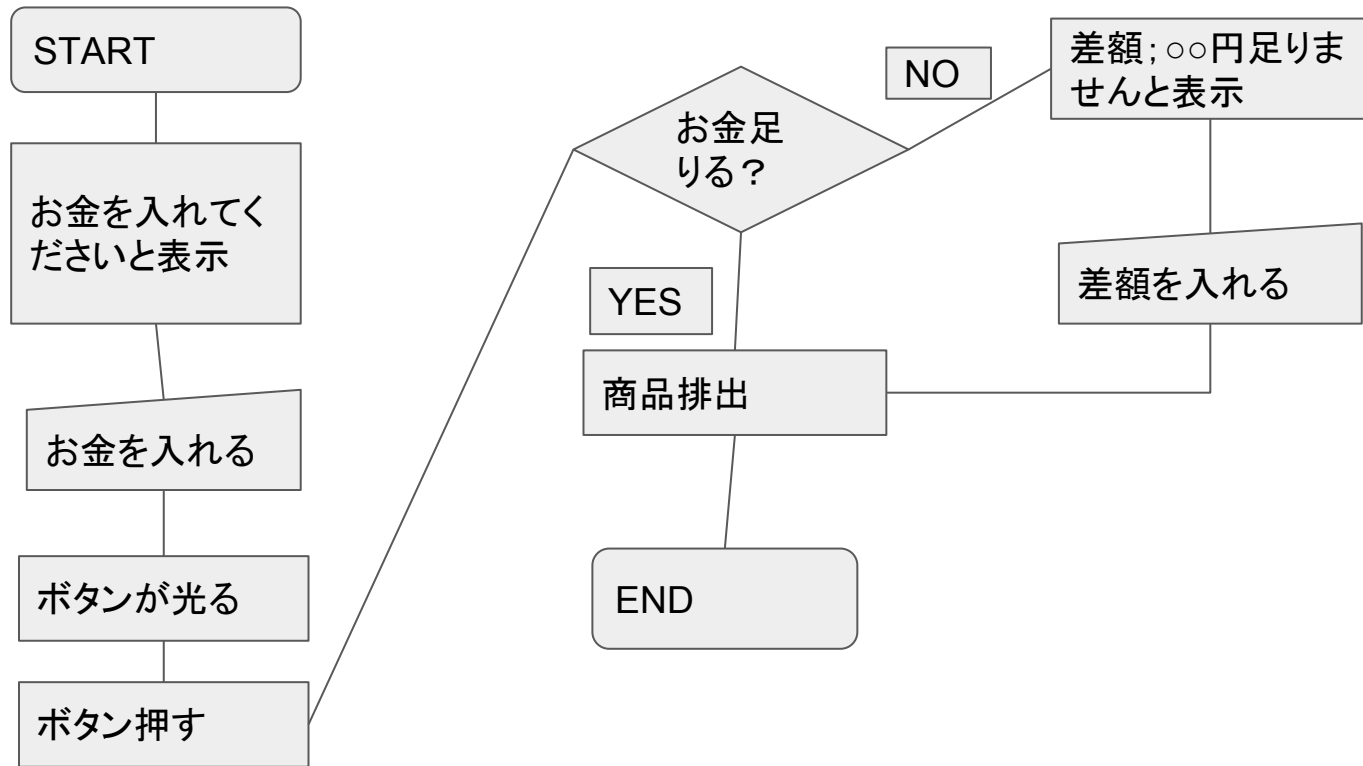 START
お金を入れてく
ださいと表示
お金を入れる
ボタンが光る
ボタン押す
お金足
りる？
NO
差額；○○円足りま
せんと表示
差額を入れる
YES
商品排出
END